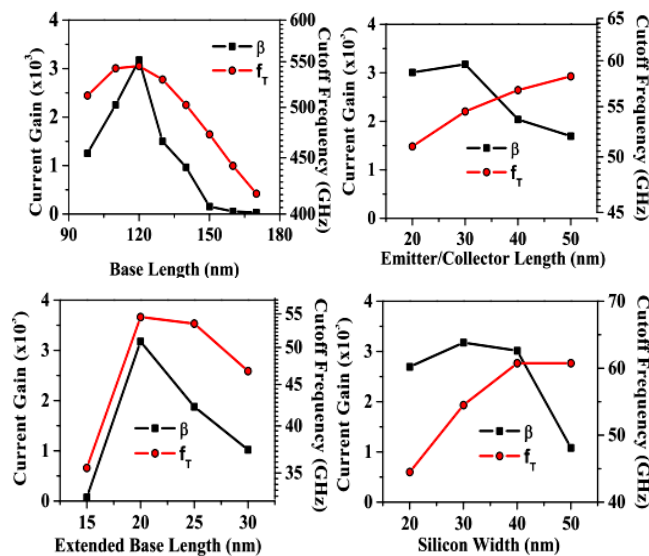 Current Gain (x10³)
4
3
2
1
0
β
f_T
600
550
500
450
400
Cutoff Frequency (GHz)
90 120 150 180
Base Length (nm)
Current Gain (x10³)
4
3
2
1
0
β
f_T
65
60
55
50
45
Cutoff Frequency (GHz)
20 30 40 50
Emitter/Collector Length (nm)
Current Gain (x10³)
4
3
2
1
0
β
f_T
55
50
45
40
35
Cutoff Frequency (GHz)
15 20 25 30
Extended Base Length (nm)
Current Gain (x10³)
4
3
2
1
0
β
f_T
70
60
50
40
Cutoff Frequency (GHz)
20 30 40 50
Silicon Width (nm)